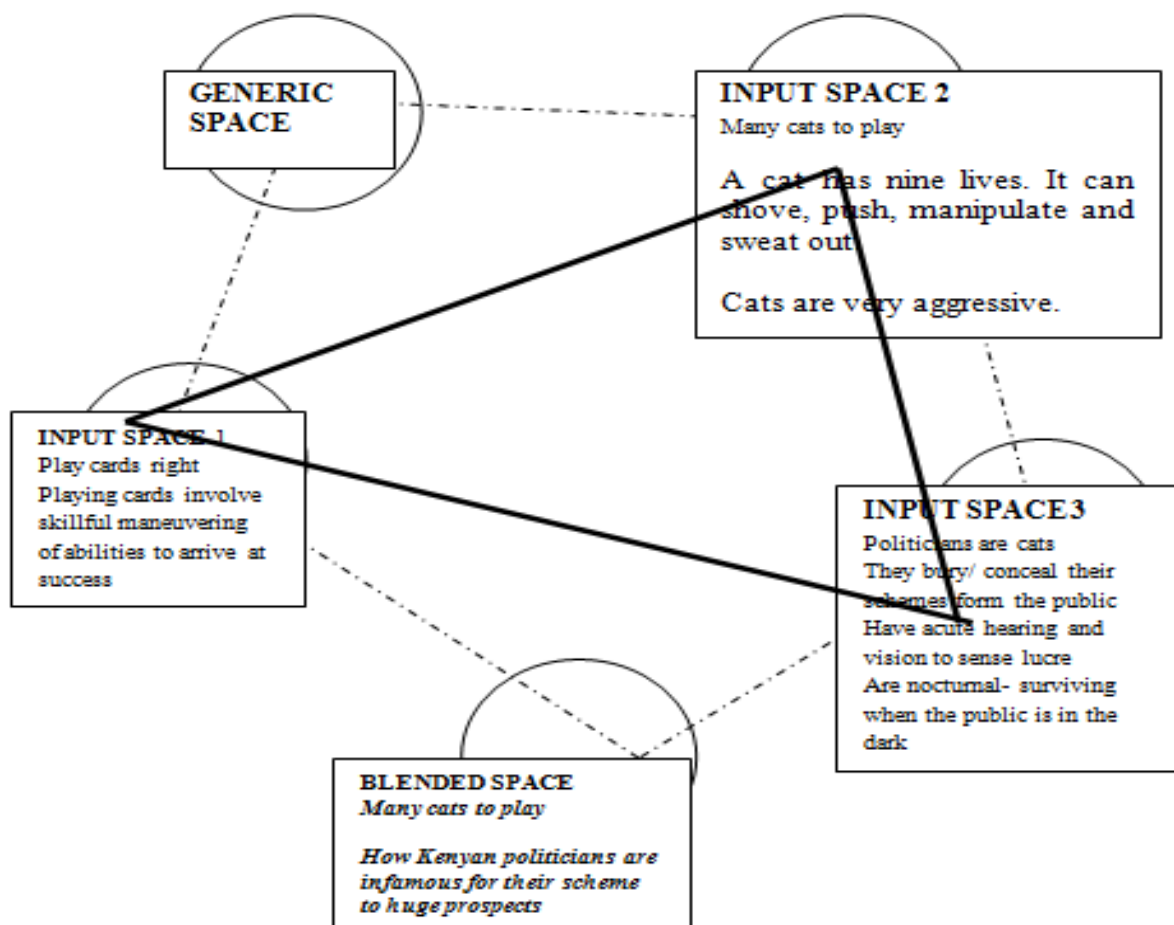 GENERIC
SPACE
INPUT SPACE 2
Many cats to play
A cat has nine lives. It can
shove, push, manipulate and
sweat out
Cats are very aggressive.
INPUT SPACE 1
Play cards right
Playing cards involve
skillful maneuvering
of abilities to arrive at
success
INPUT SPACE3
Politicians are cats
They bury/ conceal their
schemes form the public
Have acute hearing and
vision to sense lucre
Are nocturnal- surviving
when the public is in the
dark
BLENDED SPACE
Many cats to play
How Kenyan politicians are
infamous for their scheme
to huge prospects